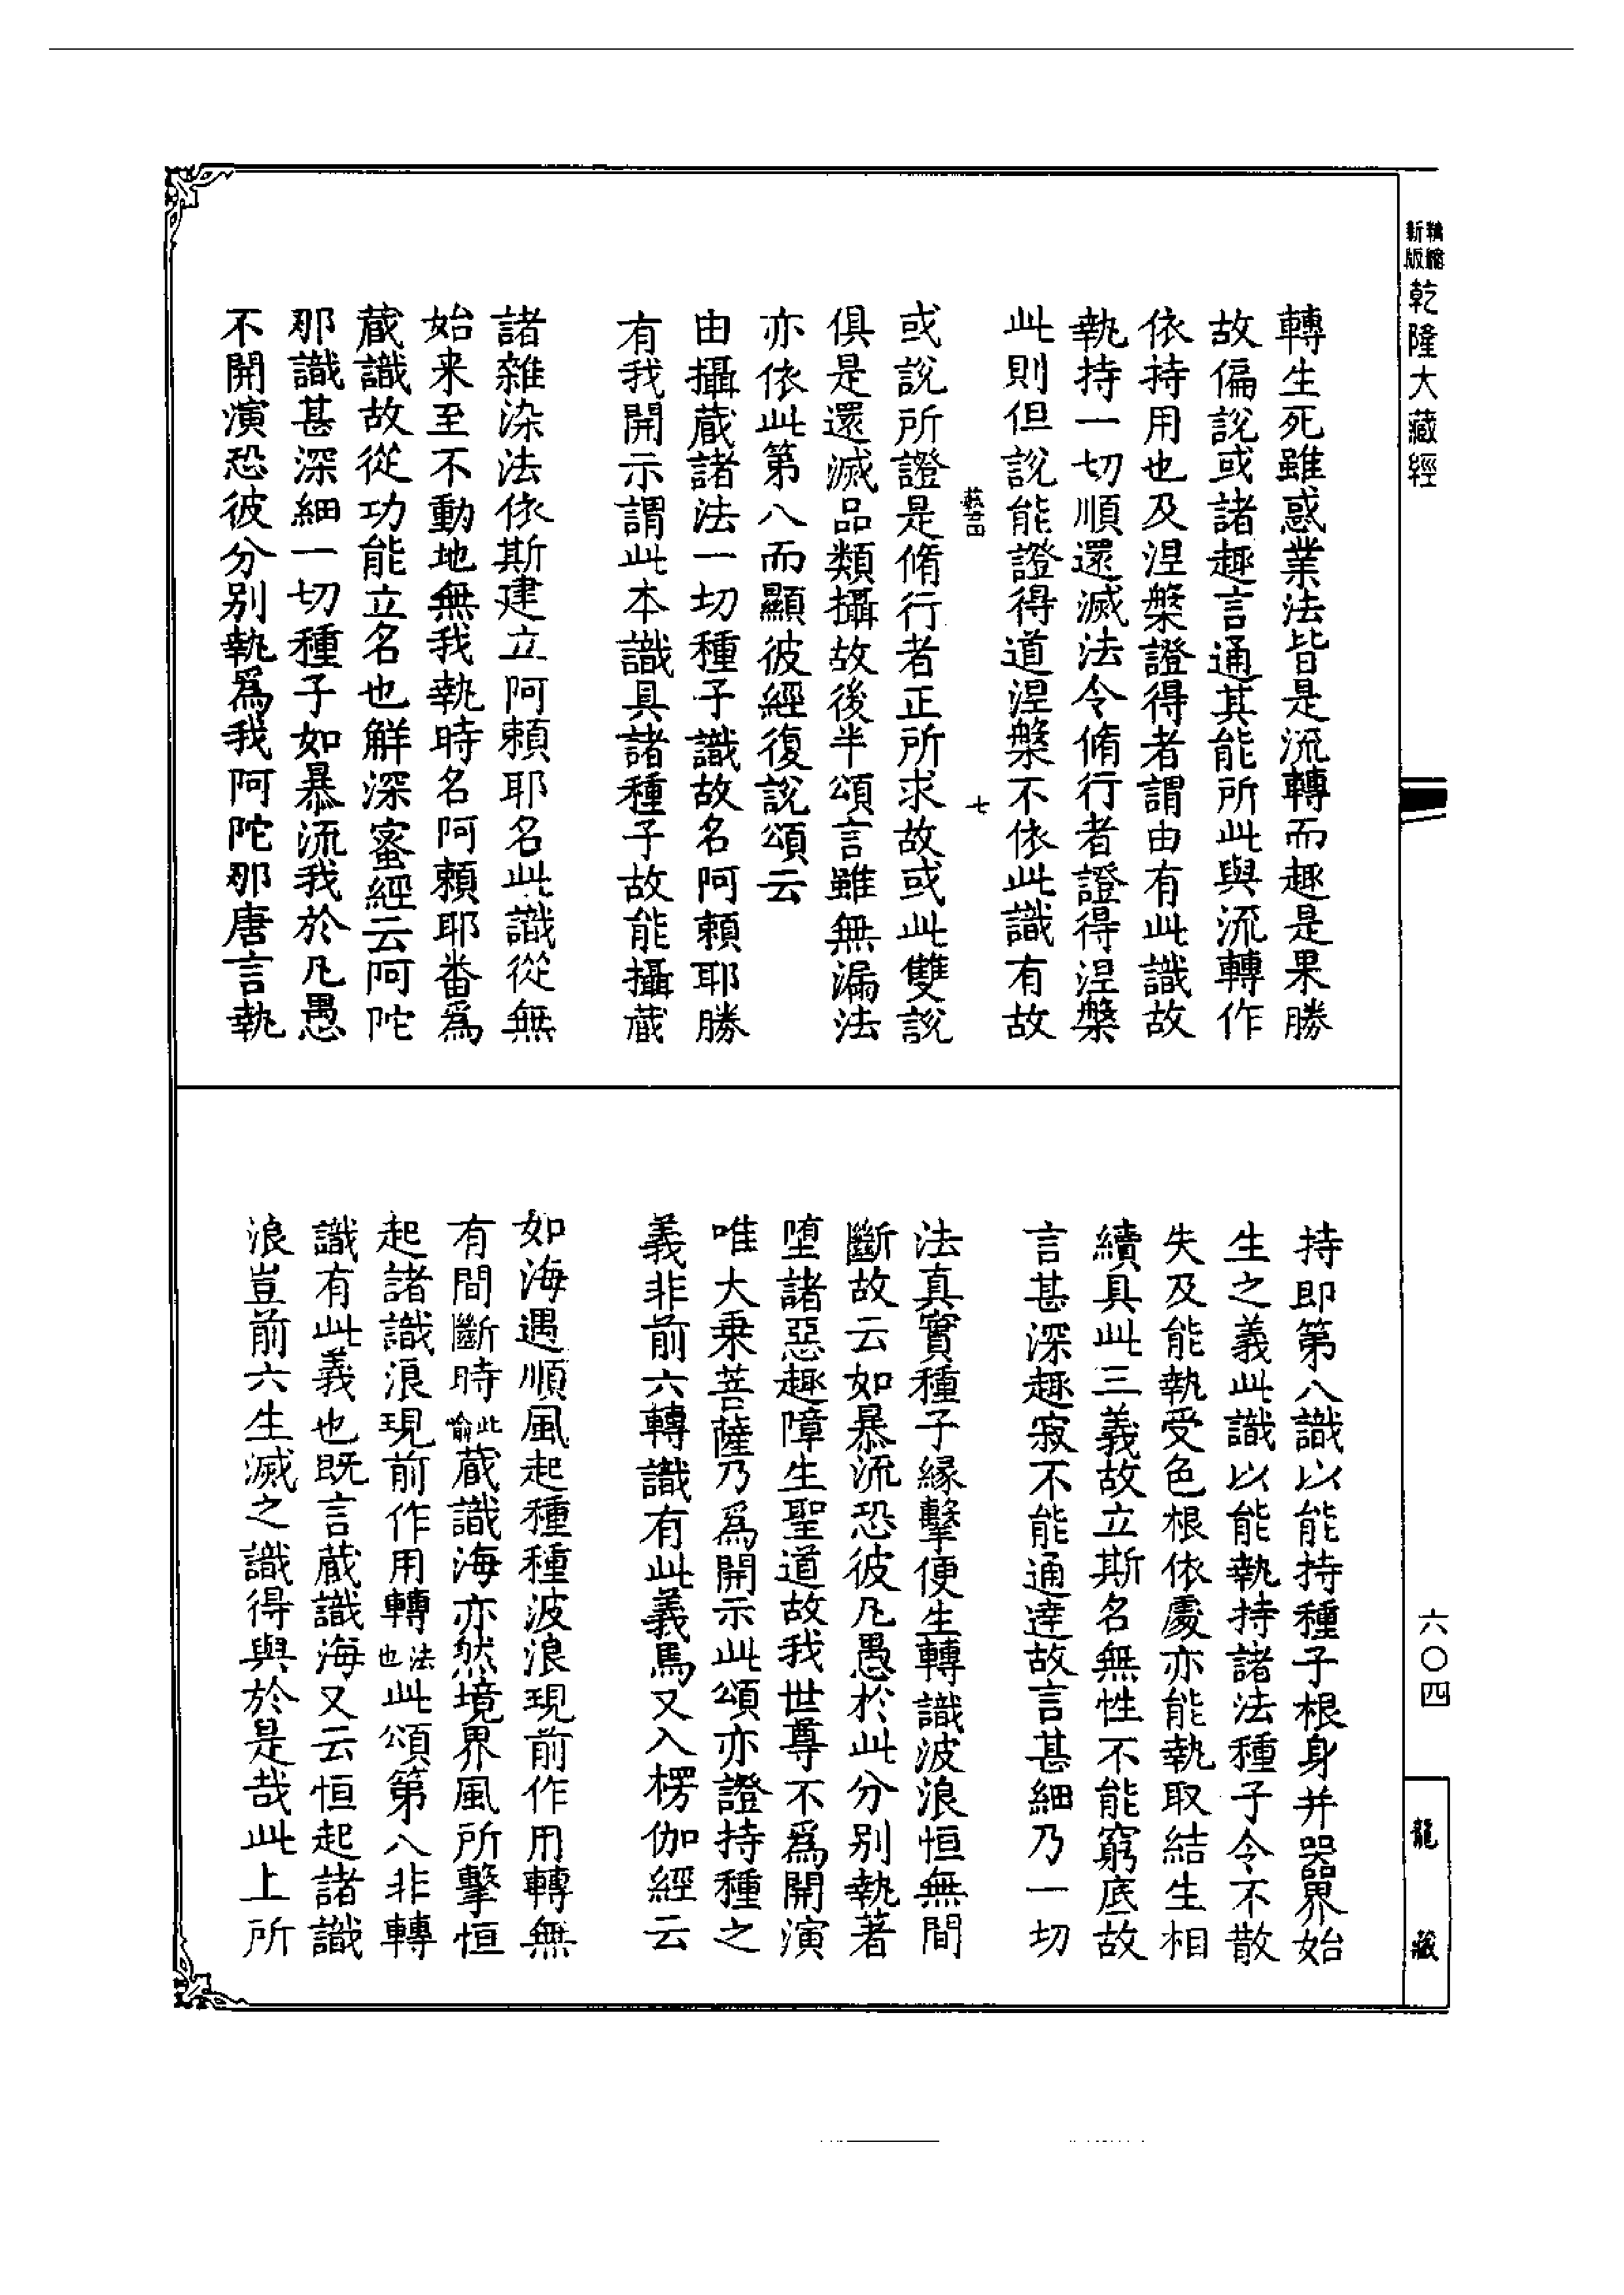 新版
乾隆大藏經
轉生死雖惑業法皆是流轉而趣是果勝
故偏説或諸趣言通其能所此與流轉作
依持用也及涅槃證得者謂由有此識故
執持一切順還滅法令脩行者證得涅槃
此則但説能證得道涅槃不依此識有故
七
或説所證是脩行者正所求故或此雙説
俱是還滅品類攝故後半頌言雖無漏法
亦依此第八而顯彼經復説頌云
由攝蔵諸法一切種子識故名阿頼耶勝
有我開示謂此本識具諸種子故能攝蔵
諸雜染法依斯建立阿頼耶名此識從無
始来至不動地無我執時名阿頼耶番爲
蔵識故從功能立名也解深蜜經云阿陀
那識甚深細一切種子如暴流我於凡愚
不開演恐彼分别執爲我阿陀那唐言執
持即第八識以能持種子根身并器界始
生之義此識以能執持諸法種子令不散
失及能執受色根依處亦能執取結生相
續具此三義故立斯名無性不能窮底故
言甚深趣寂不能通達故言甚細乃一切
法真實種子緣擊便生轉識波浪恒無間
斷故云如暴流恐彼凡愚於此分别執著
堕諸惡趣障生聖道故我世尊不爲開演
唯大乗菩薩乃爲開示此頌亦證持種之
義非前六轉識有此義焉又入楞伽經云
如海遇順風起種種波浪現前作用轉無
有間斷時此喻蔵識海亦然境界風所擊恒
起諸識浪現前作用轉法也此頌第八非轉
識有此義也既言蔵識海又云恒起諸識
浪豈前六生滅之識得與於是哉此上所
六〇四
龍藏